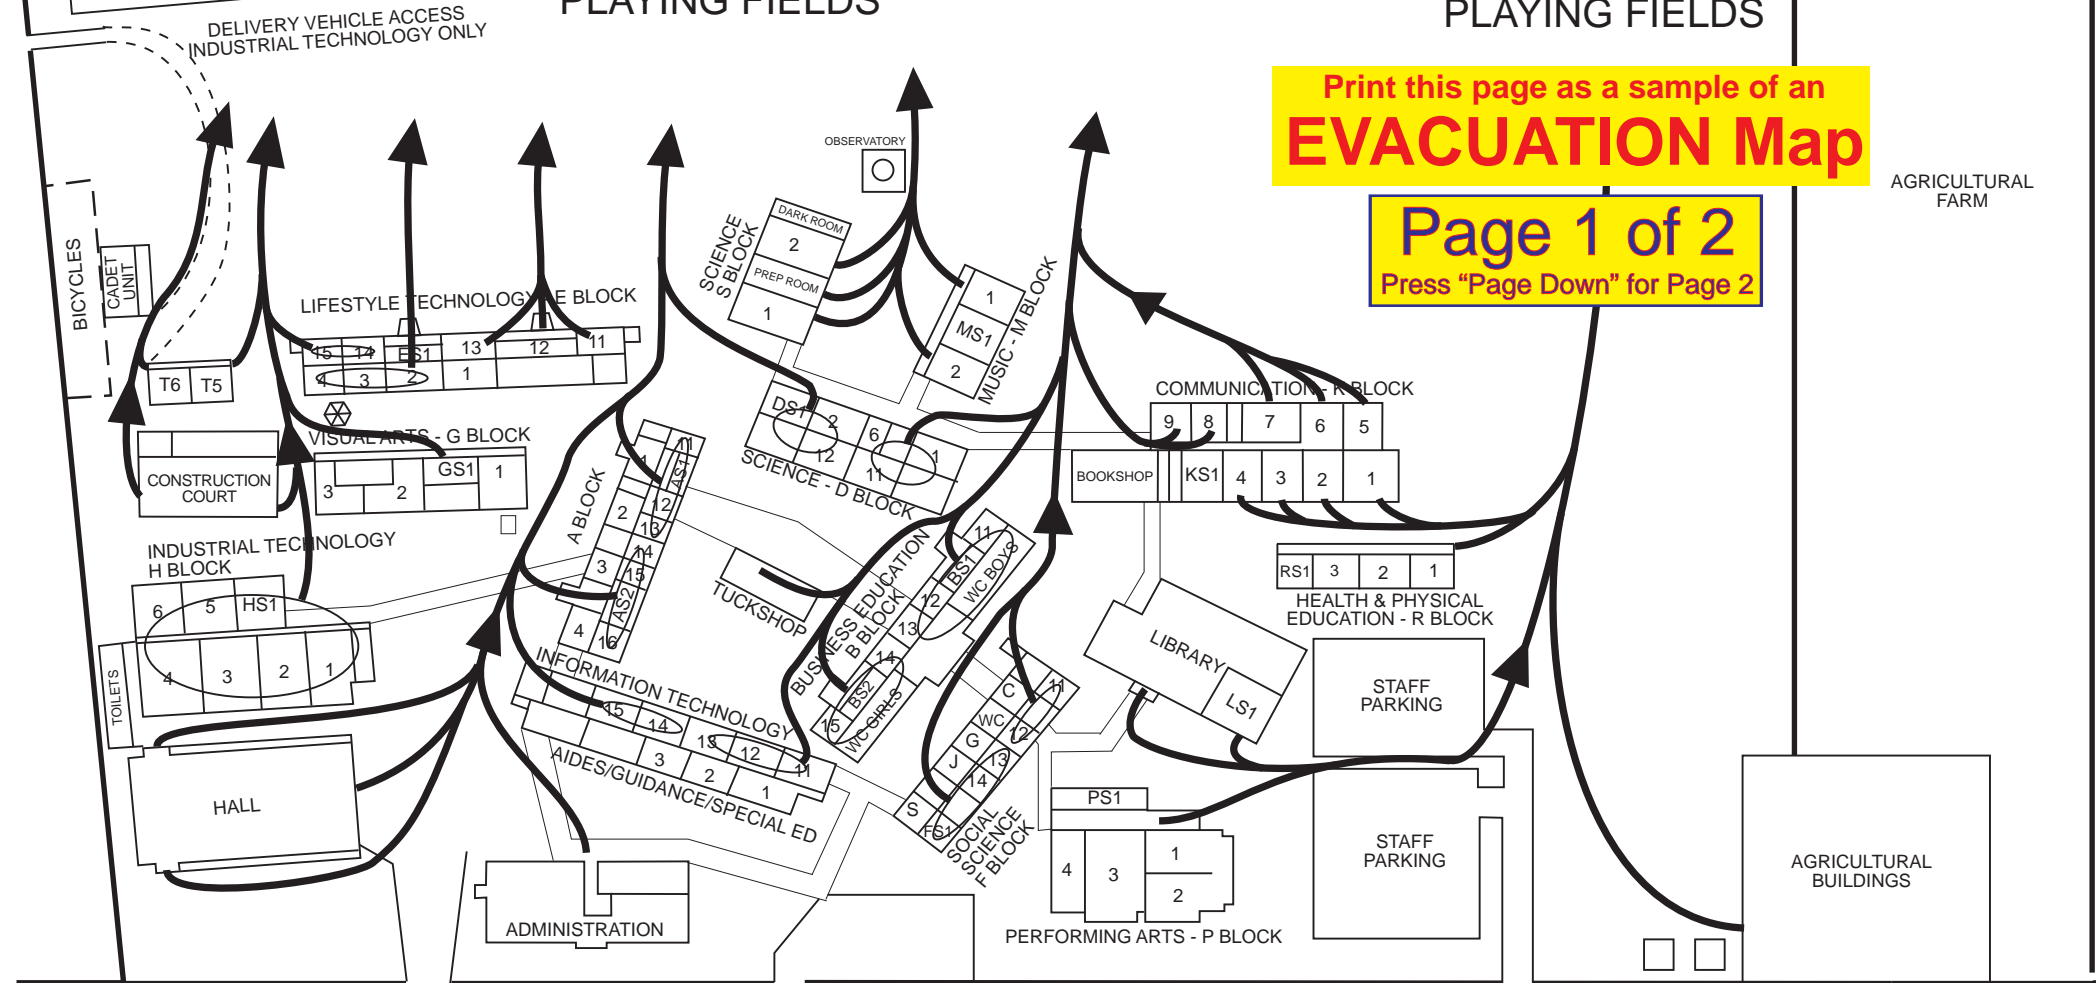 PLAYING FIELDS
PLAYING FIELDS
DELIVERY VEHICLE ACCESS
INDUSTRIAL TECHNOLOGY ONLY
Print this page as a sample of an
EVACUATION Map
Page 1 of 2
Press “Page Down” for Page 2
AGRICULTURAL
FARM
OBSERVATORY
BICYCLES
CADET
UNIT
T6
T5
LIFESTYLE TECHNOLOGY - E BLOCK
15
14
ES1
13
12
11
4
3
2
1
SCIENCE
S BLOCK
DARK ROOM
2
PREP ROOM
1
MUSIC - M BLOCK
1
MS1
2
COMMUNICATION - K BLOCK
9
8
7
6
5
BOOKSHOP
KS1
4
3
2
1
CONSTRUCTION
COURT
VISUAL ARTS - G BLOCK
3
2
GS1
1
A BLOCK
1
2
3
4
11
AS1
12
13
14
15
AS2
16
SCIENCE - D BLOCK
DS1
2
6
1
12
11
INDUSTRIAL TECHNOLOGY
H BLOCK
6
5
HS1
4
3
2
1
TOILETS
HALL
TUCKSHOP
BUSINESS EDUCATION
B BLOCK
11
BS1
WC BOYS
12
13
14
BS2
WC GIRLS
15
RS1
3
2
1
HEALTH & PHYSICAL
EDUCATION - R BLOCK
LIBRARY
LS1
STAFF
PARKING
STAFF
PARKING
INFORMATION TECHNOLOGY
15
14
13
12
11
3
2
1
AIDES/GUIDANCE/SPECIAL ED
C
11
WC
12
G
13
J
14
S
FS1
SOCIAL
SCIENCE
F BLOCK
PS1
4
3
1
2
PERFORMING ARTS - P BLOCK
ADMINISTRATION
AGRICULTURAL
BUILDINGS